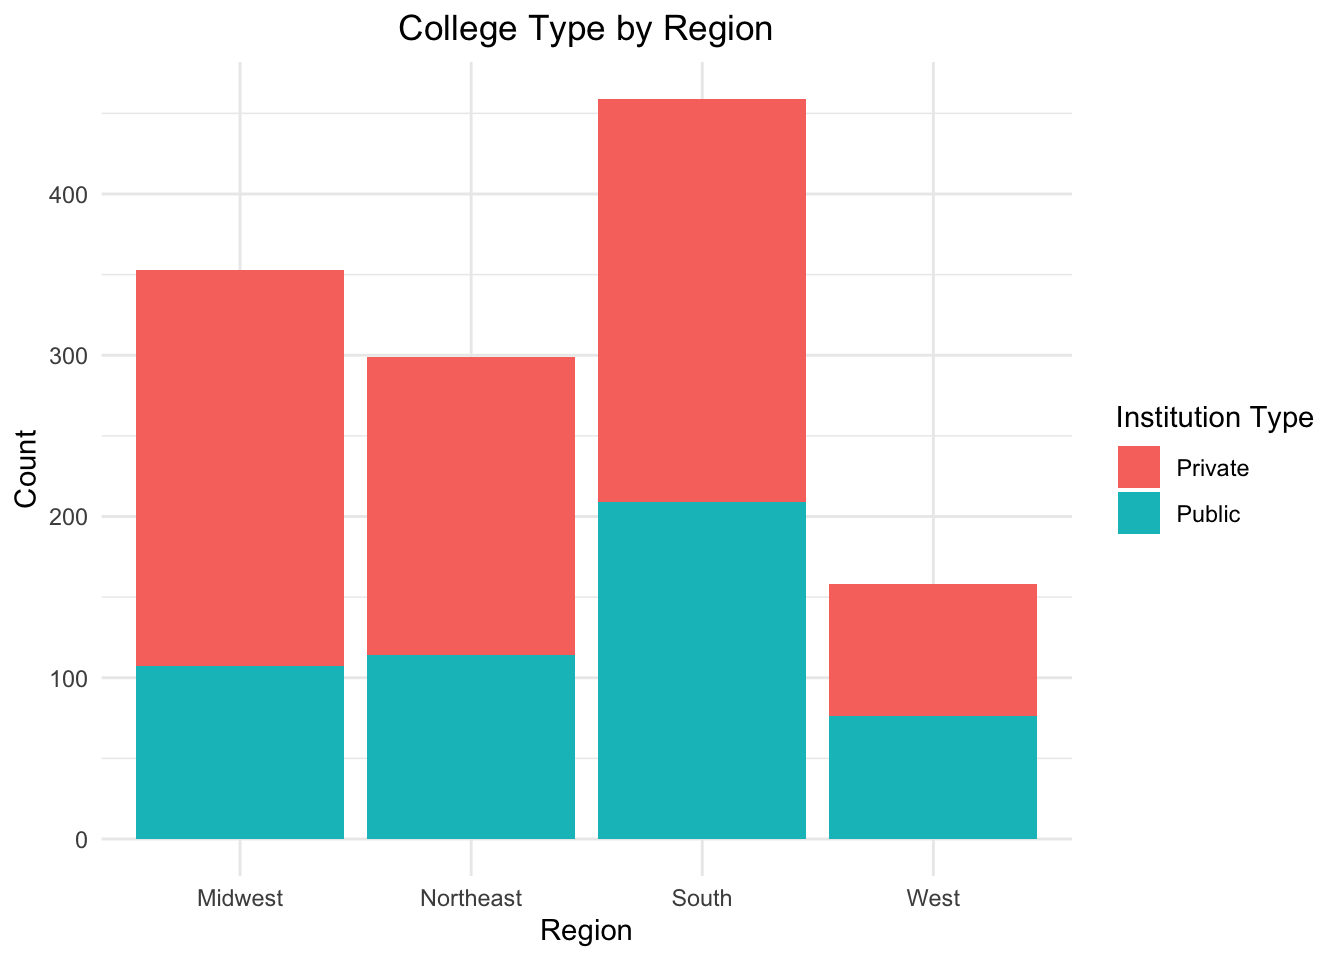 College Type by Region
Count
400
300
200
100
0
Midwest
Northeast
South
West
Region
Institution Type
Private
Public